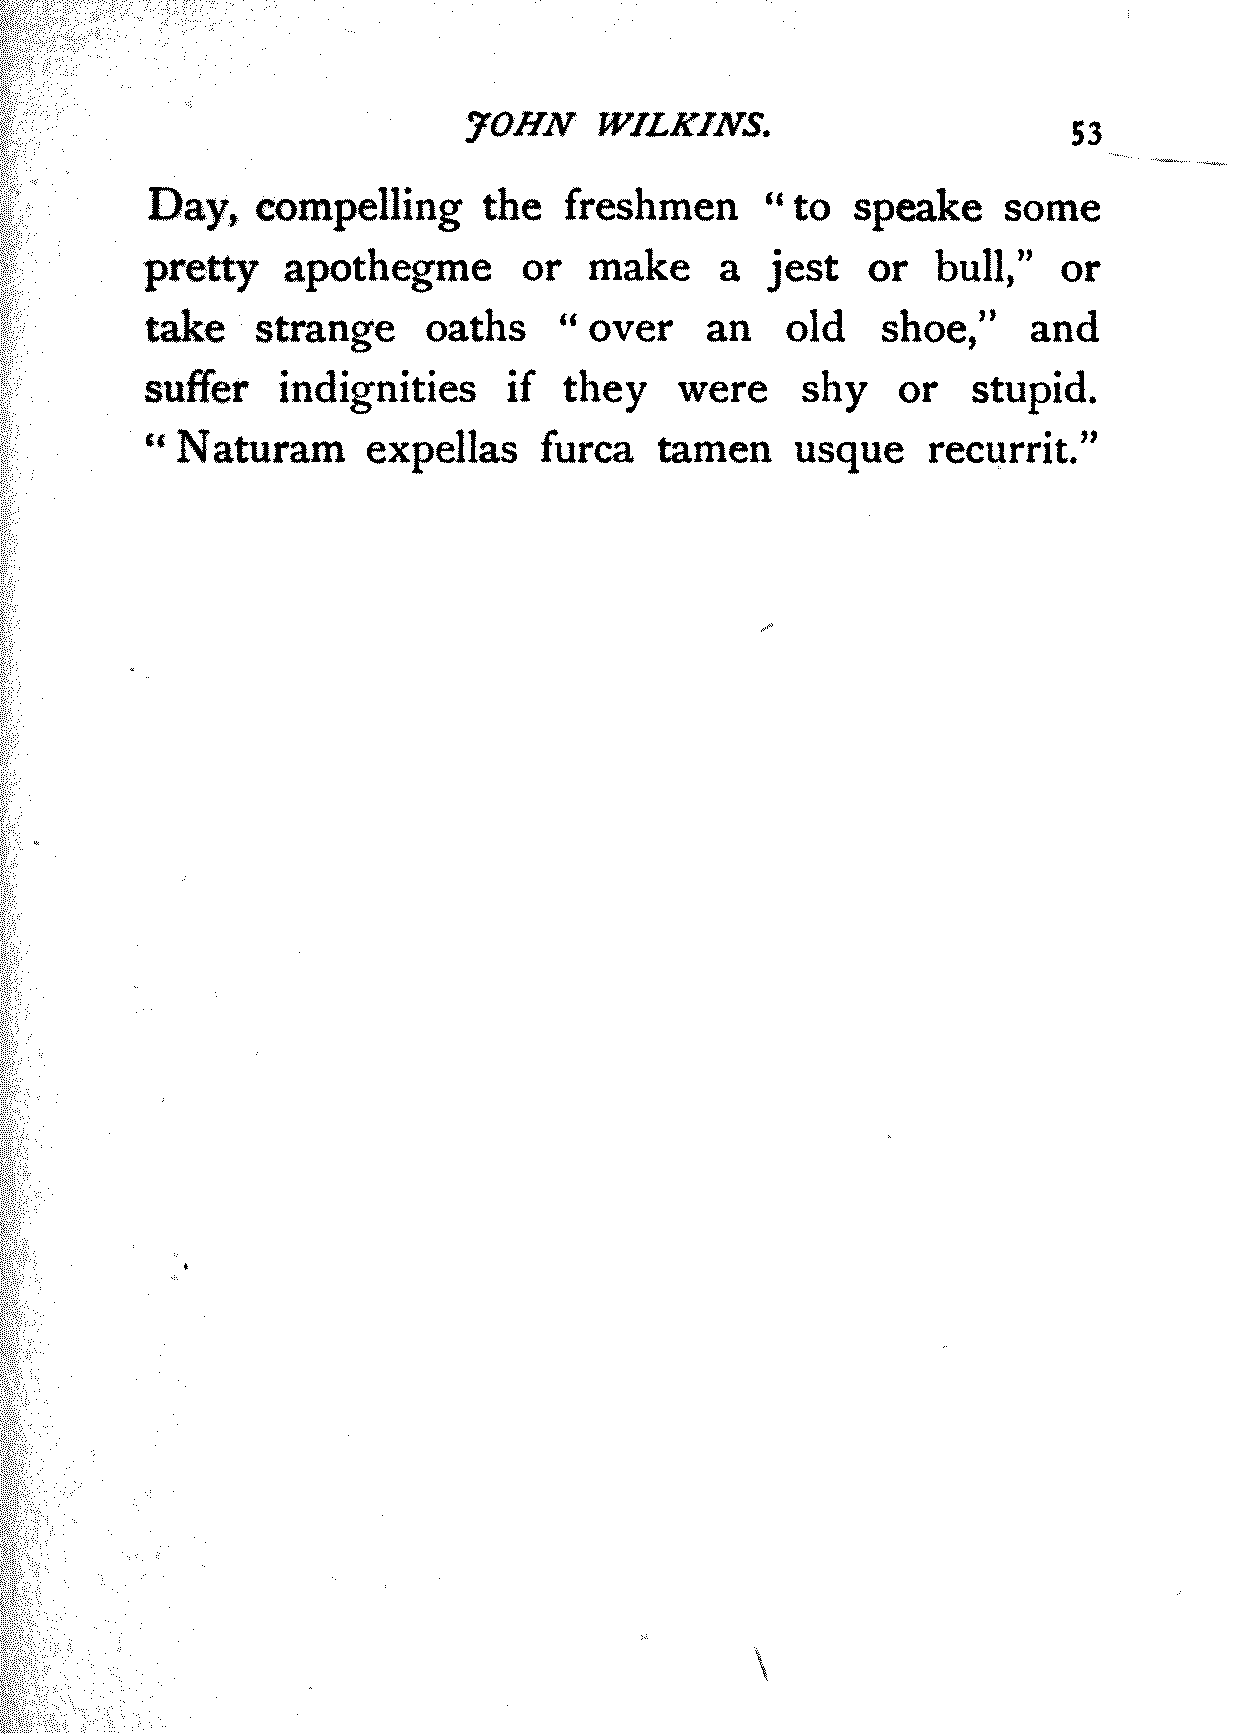 JOHN WILKINS. 53
Day, compelling the freshmen “to speake some
pretty apothegme or make a jest or bull,” or
take strange oaths “over an old shoe,” and
suffer indignities if they were shy or stupid.
“Naturam expellas furca tamen usque recurrit.”